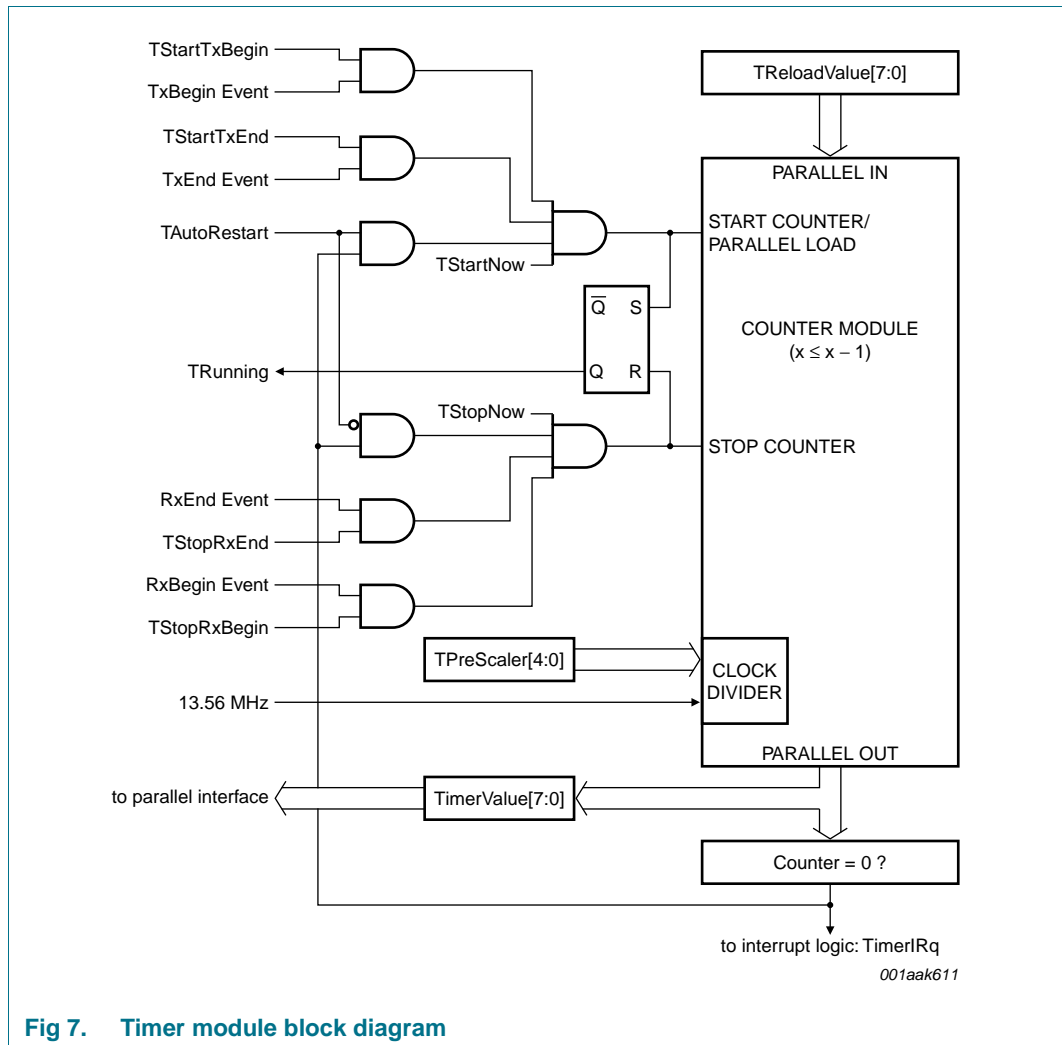 TStartTxBegin
TxBegin Event
TStartTxEnd
TxEnd Event
TAutoRestart
TStartNow
TReloadValue[7:0]
PARALLEL IN
START COUNTER/
PARALLEL LOAD
Q S
COUNTER MODULE
(x ≤ x − 1)
TRunning
Q R
TStopNow
STOP COUNTER
RxEnd Event
TStopRxEnd
RxBegin Event
TStopRxBegin
TPreScaler[4:0]
CLOCK
DIVIDER
13.56 MHz
PARALLEL OUT
to parallel interface
TimerValue[7:0]
Counter = 0 ?
to interrupt logic: TimerIRq
001aak611
Fig 7. Timer module block diagram